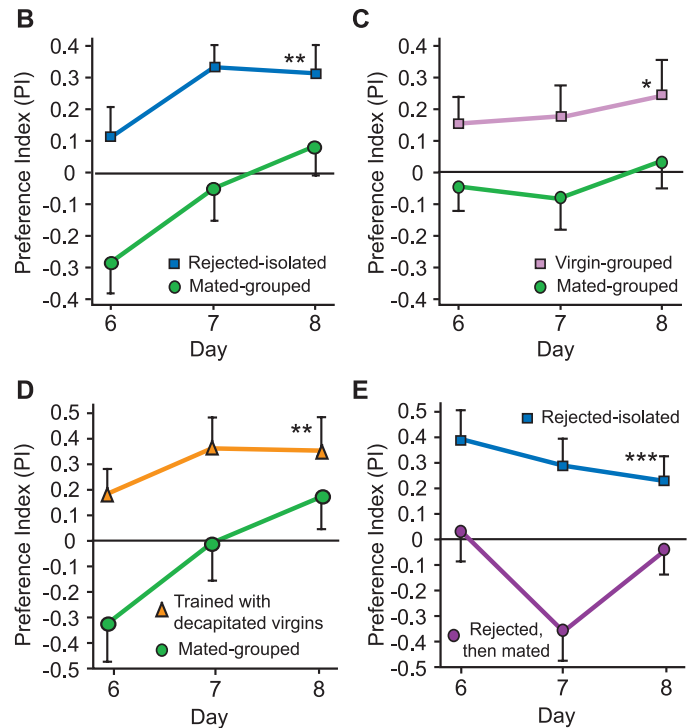 B
Preference Index (PI)
0.4
0.3
0.2
0.1
0
-0.1
-0.2
-0.3
-0.4
**
Rejected-isolated
Mated-grouped
6
7
8
Day
C
Preference Index (PI)
0.4
0.3
0.2
0.1
0
-0.1
-0.2
-0.3
-0.4
*
Virgin-grouped
Mated-grouped
6
7
8
Day
D
Preference Index (PI)
0.5
0.4
0.3
0.2
0.1
0
-0.1
-0.2
-0.3
-0.4
-0.5
**
Trained with
decapitated virgins
Mated-grouped
6
7
8
Day
E
Preference Index (PI)
0.5
0.4
0.3
0.2
0.1
0
-0.1
-0.2
-0.3
-0.4
-0.5
Rejected-isolated
***
Rejected,
then mated
6
7
8
Day